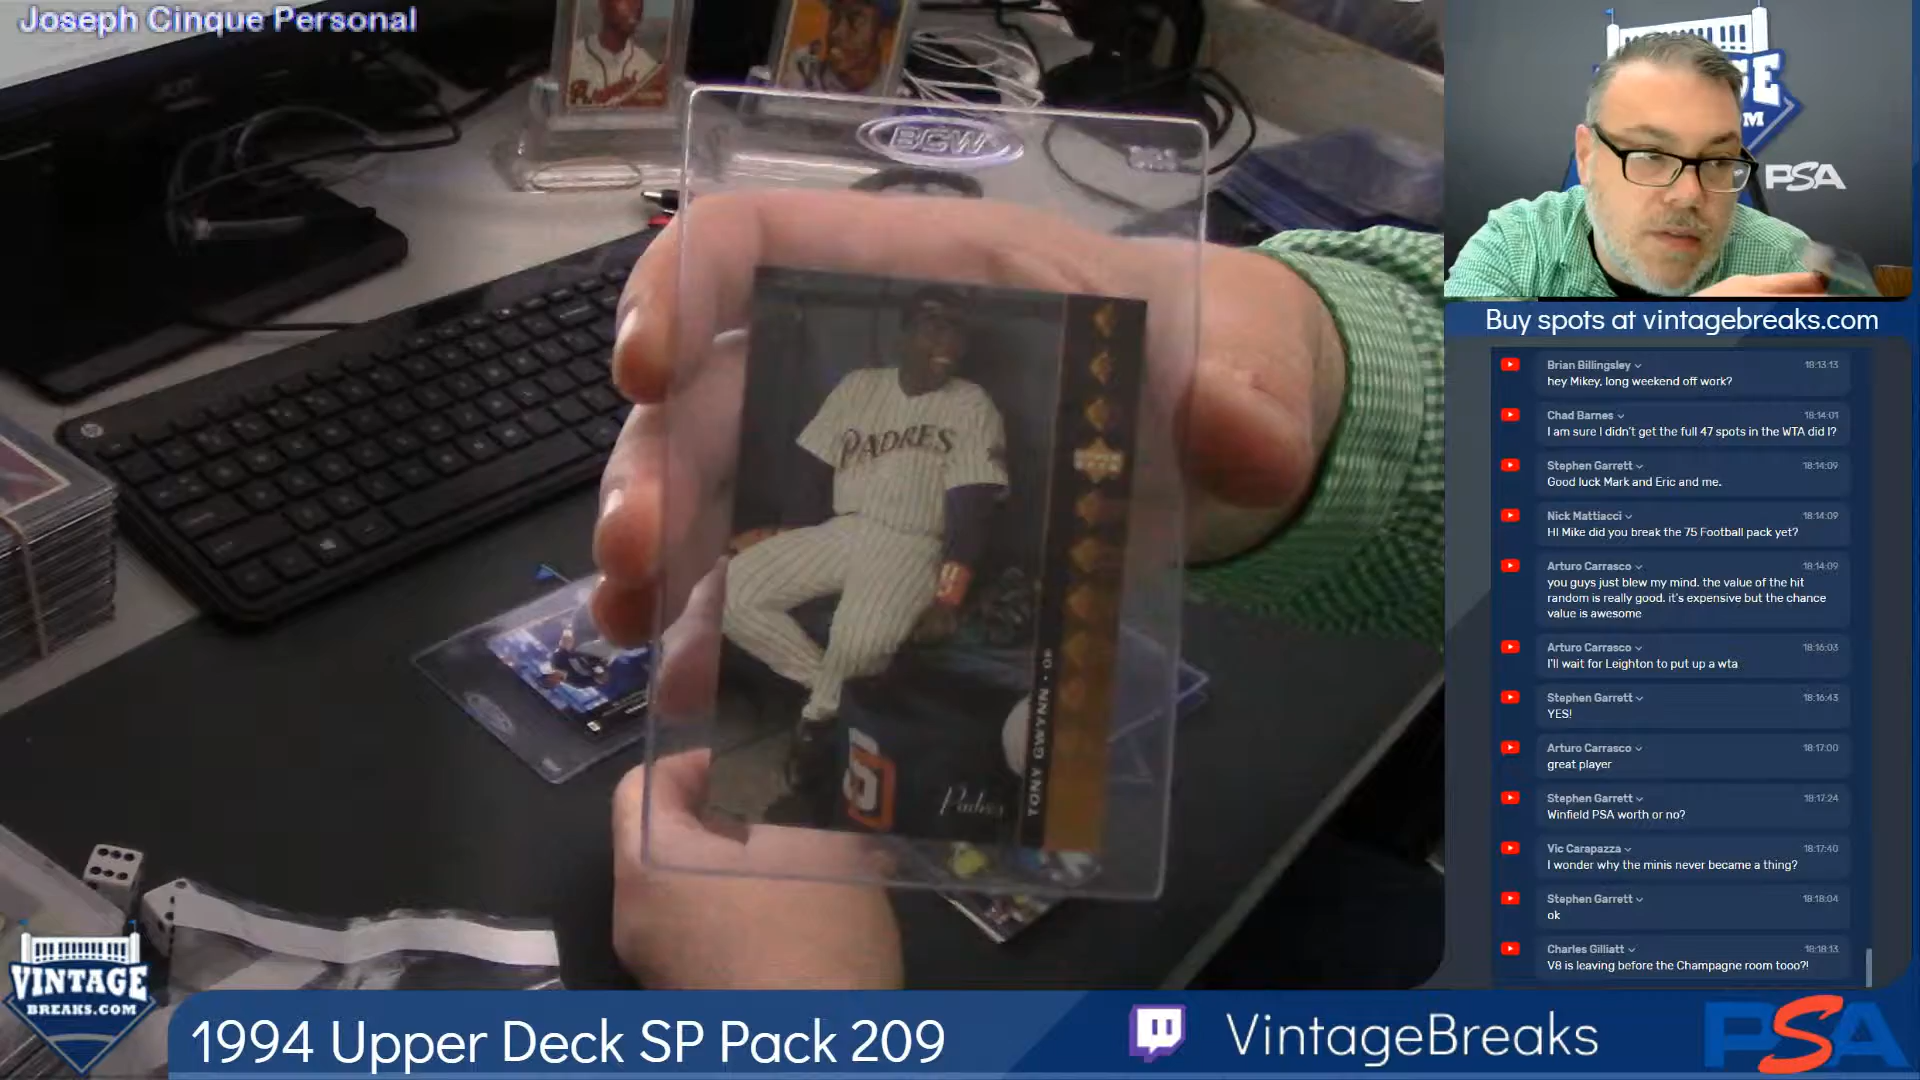 Joseph Cinque Personal
BCW
PADRES
TONY GWYNN • OF
Padres
VINTAGE
BREAKS.COM
1994 Upper Deck SP Pack 209
VintageBreaks
PSA
GE
.COM
PSA
Buy spots at vintagebreaks.com
Brian Billingsley 18:13:13
hey Mikey, long weekend off work?
Chad Barnes 18:14:01
I am sure I didn't get the full 47 spots in the WTA did I?
Stephen Garrett 18:14:09
Good luck Mark and Eric and me.
Nick Mattiacci 18:14:09
HI Mike did you break the 75 Football pack yet?
Arturo Carrasco 18:14:09
you guys just blew my mind. the value of the hit
random is really good. it's expensive but the chance
value is awesome
Arturo Carrasco 18:16:03
I'll wait for Leighton to put up a wta
Stephen Garrett 18:16:43
YES!
Arturo Carrasco 18:17:00
great player
Stephen Garrett 18:17:24
Winfield PSA worth or no?
Vic Carapazza 18:17:40
I wonder why the minis never became a thing?
Stephen Garrett 18:18:04
ok
Charles Gilliatt 18:18:13
V8 is leaving before the Champagne room tooo?!